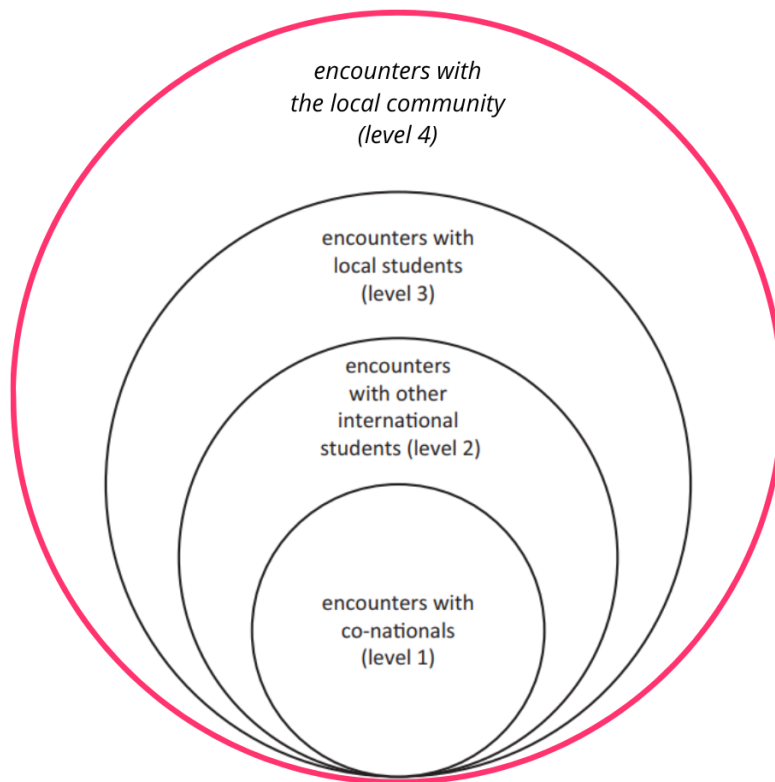 encounters with
the local community
(level 4)
encounters with
local students
(level 3)
encounters
with other
international
students (level 2)
encounters with
co-nationals
(level 1)